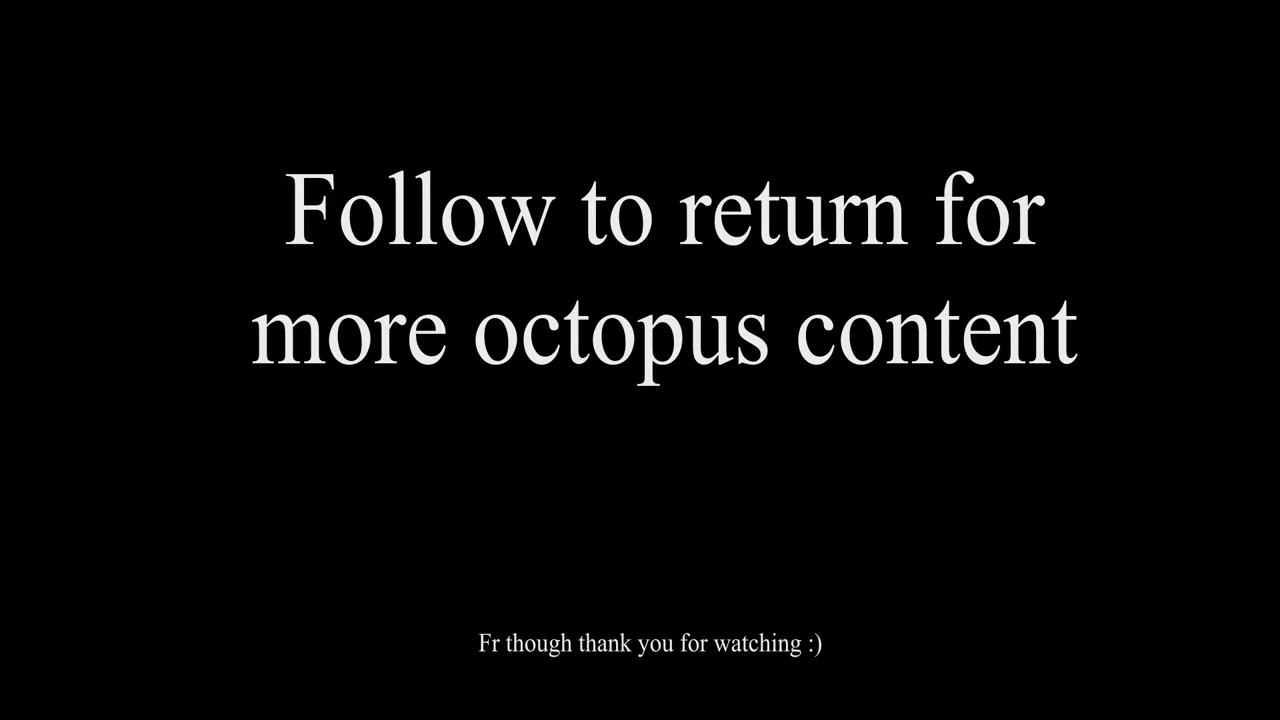 Follow to return for
more octopus content
Fr though thank you for watching :)